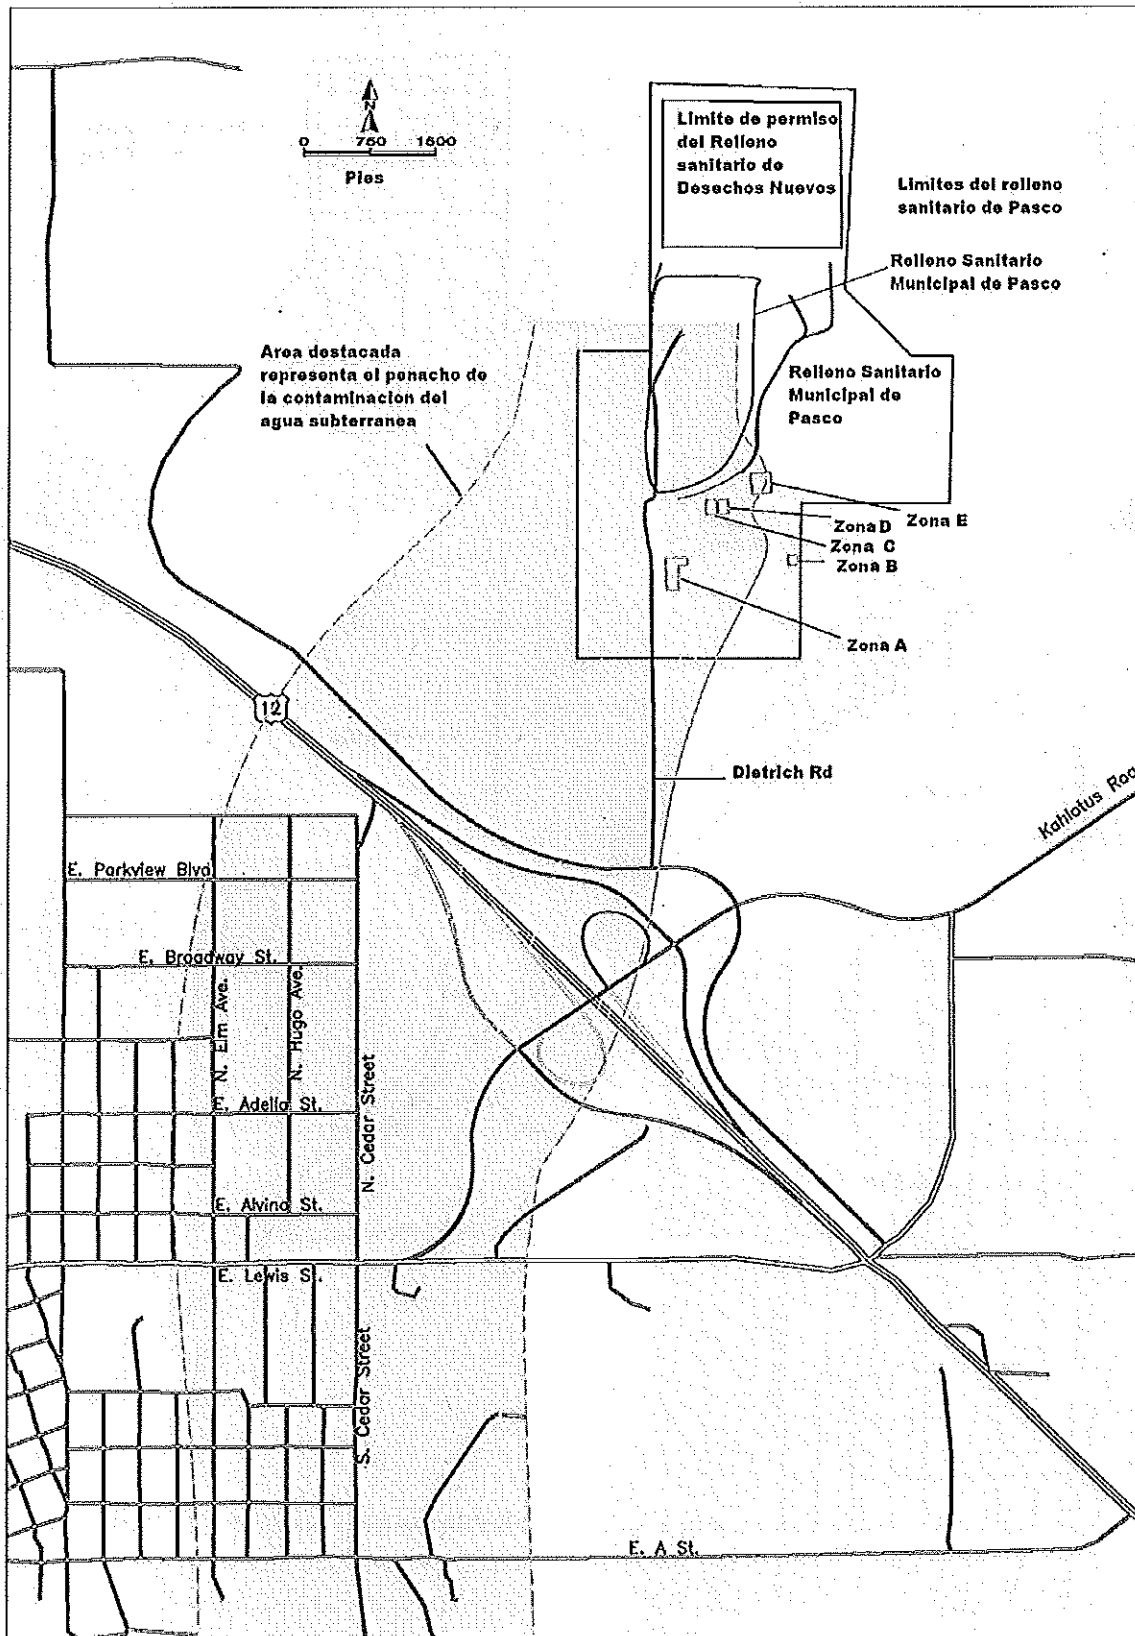 N
0 750 1500
Pies
Limite de permiso
del Relleno
sanitario de
Desechos Nuevos
Limites del relleno
sanitario de Pasco
Relleno Sanitario
Municipal de Pasco
Area destacada
representa el penacho de
la contaminacion del
agua subterranea
Relleno Sanitario
Municipal de
Pasco
Zona E
Zona D
Zona C
Zona B
Zona A
12
Dietrich Rd
Kahlotus Roa
E. Parkview Blvd
E. Broadway St.
N. Elm Ave.
N. Hugo Ave.
N. Cedar Street
E. Adelia St.
E. Alvina St.
E. Lewis St.
S. Cedar Street
E. A St.